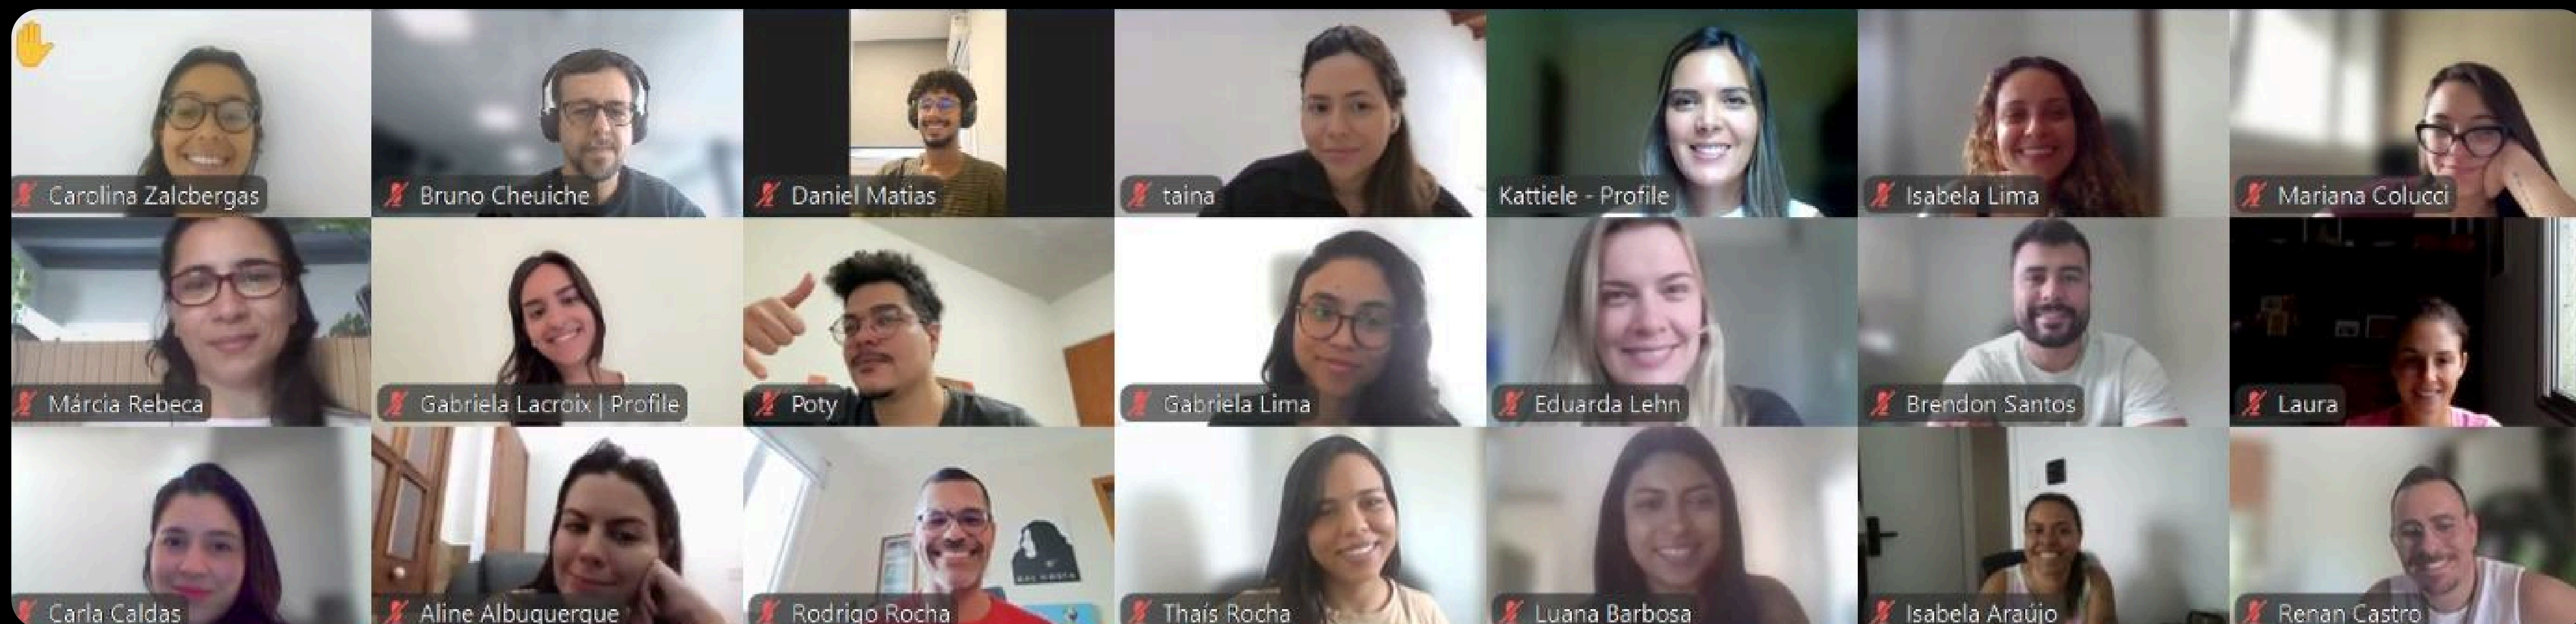 Carolina Zalcbergas
Bruno Cheuiche
Daniel Matias
taina
Kattiele - Profile
Isabela Lima
Mariana Colucci
Márcia Rebeca
Gabriela Lacroix | Profile
Poty
Gabriela Lima
Eduarda Lehn
Brendon Santos
Laura
Carla Caldas
Aline Albuquerque
Rodrigo Rocha
GAL COSTA
Thaís Rocha
Luana Barbosa
Isabela Araújo
Renan Castro